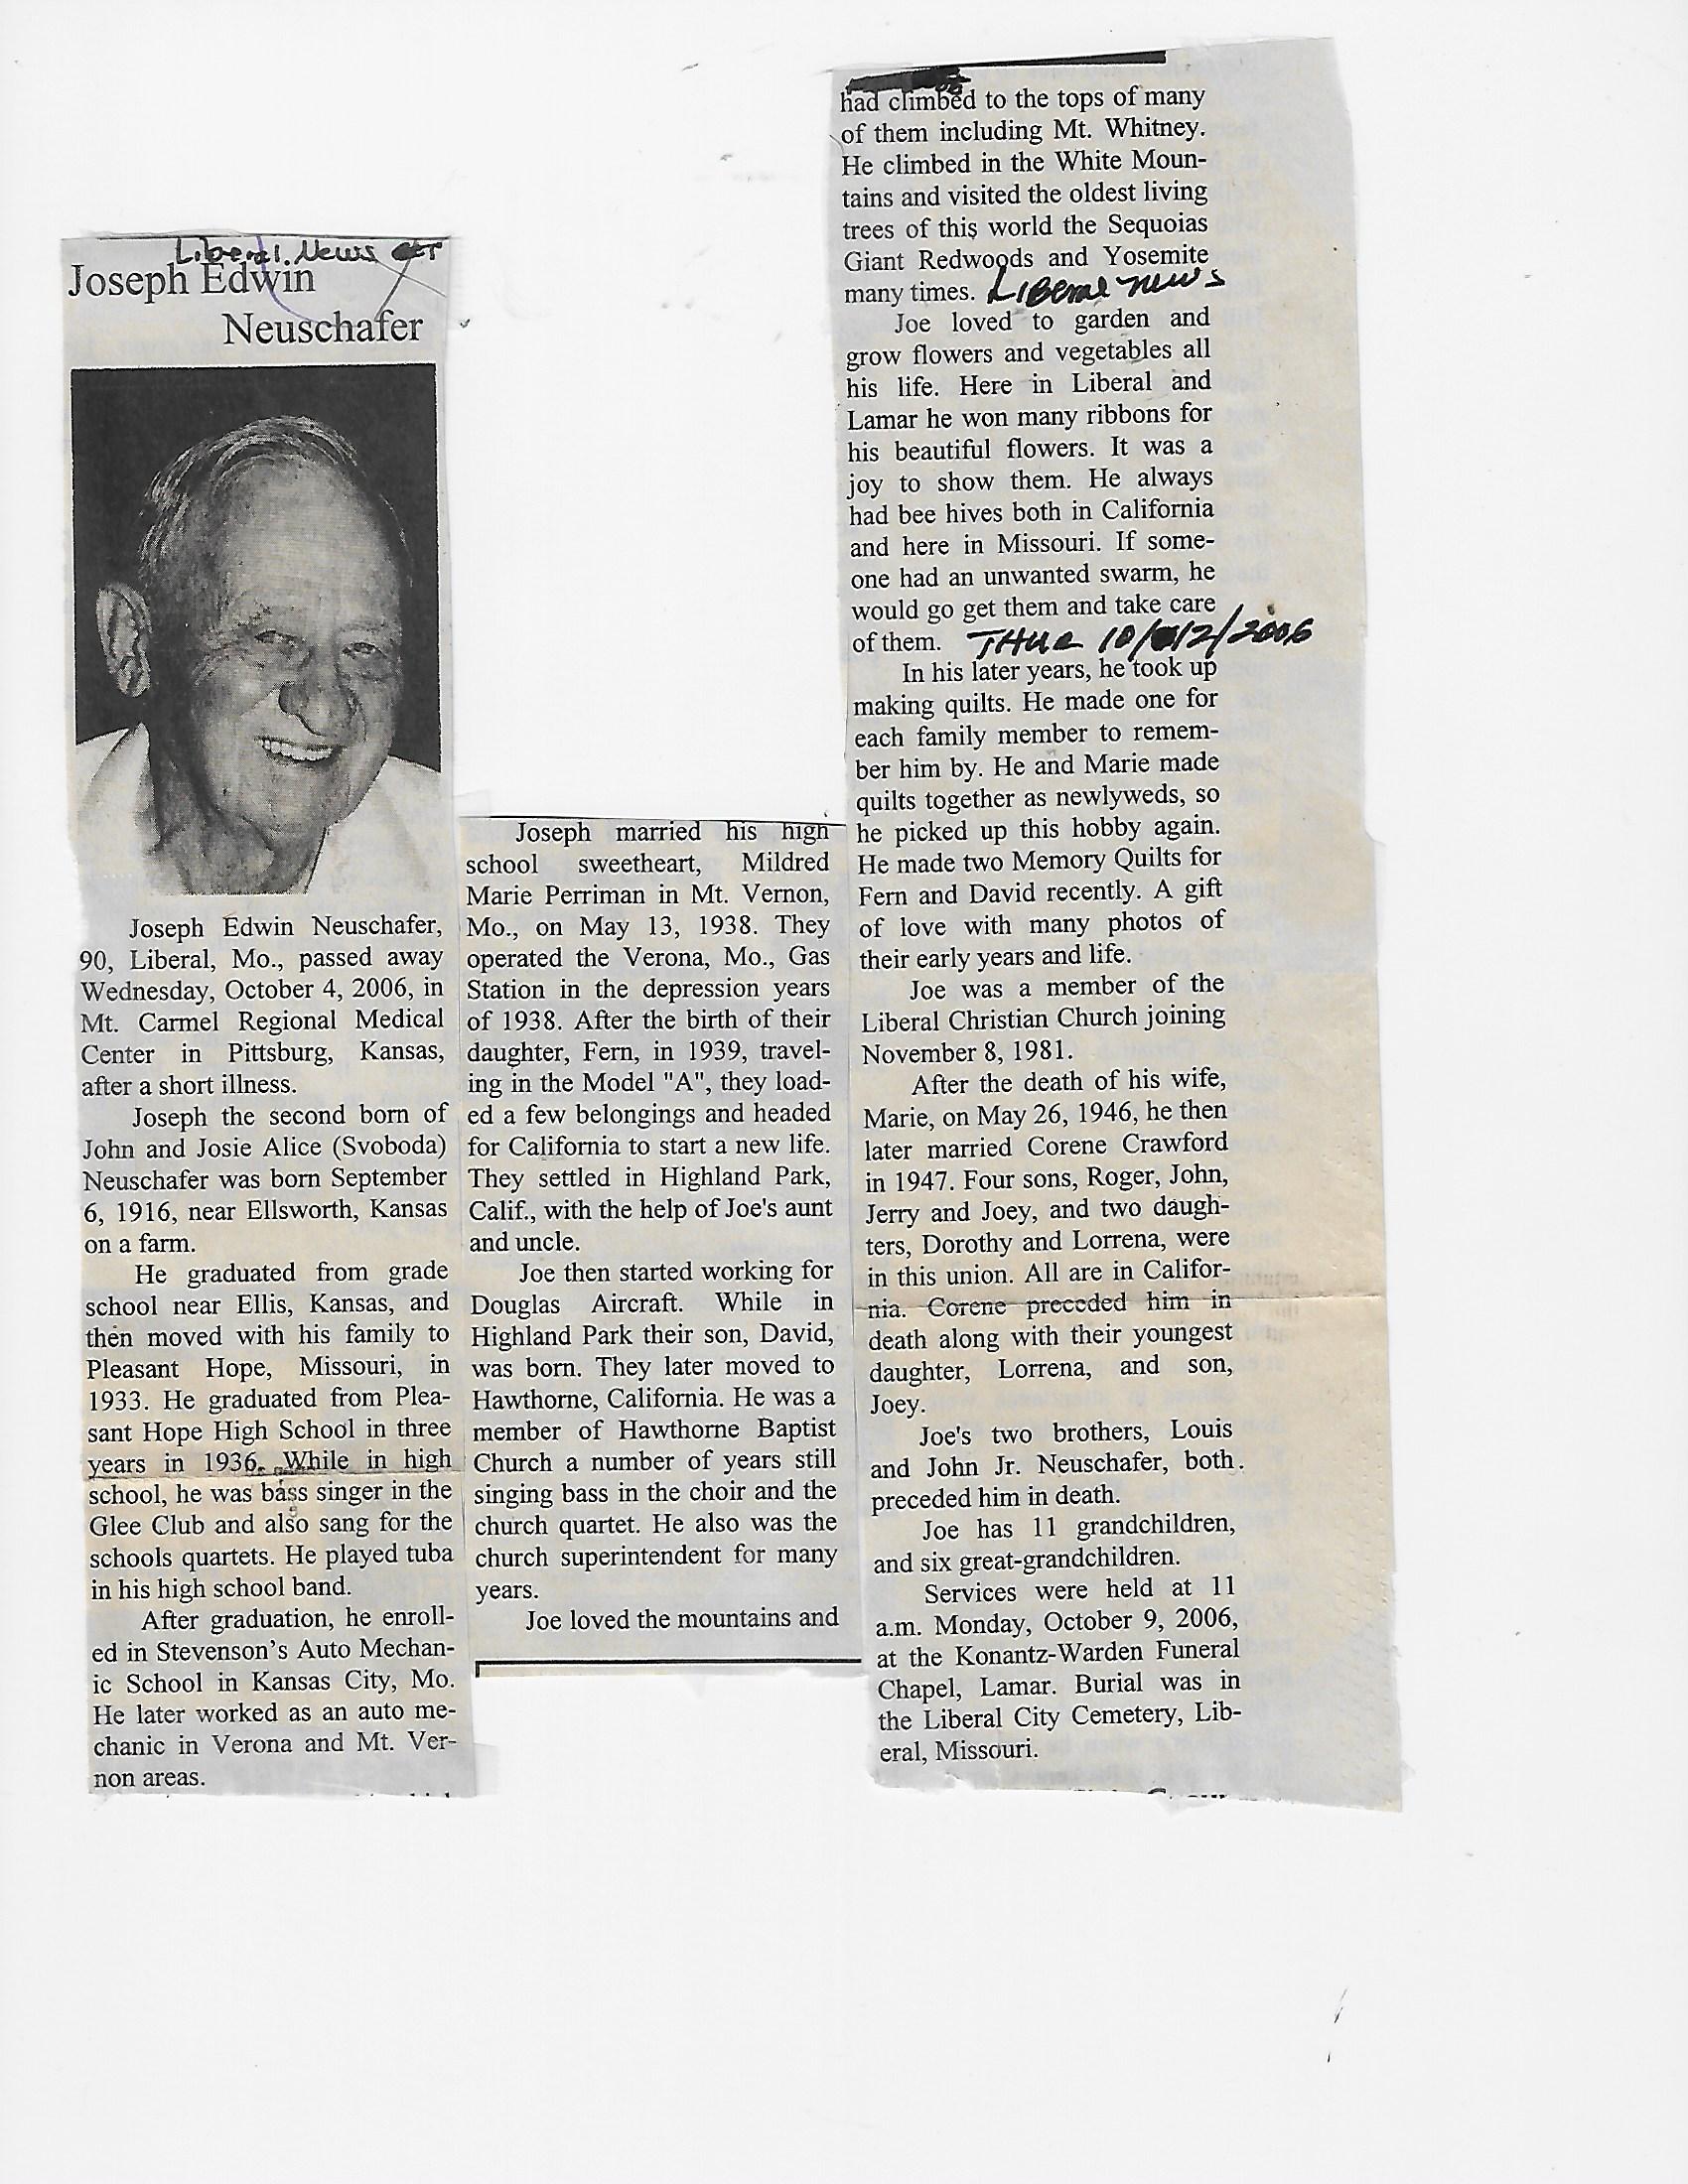 Liberal. News
Joseph Edwin
Neuschafer
Joseph Edwin Neuschafer,
90, Liberal, Mo., passed away
Wednesday, October 4, 2006, in
Mt. Carmel Regional Medical
Center in Pittsburg, Kansas,
after a short illness.
Joseph the second born of
John and Josie Alice (Svoboda)
Neuschafer was born September
6, 1916, near Ellsworth, Kansas
on a farm.
He graduated from grade
school near Ellis, Kansas, and
then moved with his family to
Pleasant Hope, Missouri, in
1933. He graduated from Plea-
sant Hope High School in three
years in 1936. While in high
school, he was bass singer in the
Glee Club and also sang for the
schools quartets. He played tuba
in his high school band.
After graduation, he enroll-
ed in Stevenson's Auto Mechan-
ic School in Kansas City, Mo.
He later worked as an auto me-
chanic in Verona and Mt. Ver-
non areas.
Joseph married his high
school sweetheart, Mildred
Marie Perriman in Mt. Vernon,
Mo., on May 13, 1938. They
operated the Verona, Mo., Gas
Station in the depression years
of 1938. After the birth of their
daughter, Fern, in 1939, travel-
ing in the Model "A", they load-
ed a few belongings and headed
for California to start a new life.
They settled in Highland Park,
Calif., with the help of Joe's aunt
and uncle.
Joe then started working for
Douglas Aircraft. While in
Highland Park their son, David,
was born. They later moved to
Hawthorne, California. He was a
member of Hawthorne Baptist
Church a number of years still
singing bass in the choir and the
church quartet. He also was the
church superintendent for many
years.
Joe loved the mountains and
had climbed to the tops of many
of them including Mt. Whitney.
He climbed in the White Moun-
tains and visited the oldest living
trees of this world the Sequoias
Giant Redwoods and Yosemite
many times. Liberal News
Joe loved to garden and
grow flowers and vegetables all
his life. Here in Liberal and
Lamar he won many ribbons for
his beautiful flowers. It was a
joy to show them. He always
had bee hives both in California
and here in Missouri. If some-
one had an unwanted swarm, he
would go get them and take care
of them. 10/12/2006
In his later years, he took up
making quilts. He made one for
each family member to remem-
ber him by. He and Marie made
quilts together as newlyweds, so
he picked up this hobby again.
He made two Memory Quilts for
Fern and David recently. A gift
of love with many photos of
their early years and life.
Joe was a member of the
Liberal Christian Church joining
November 8, 1981.
After the death of his wife,
Marie, on May 26, 1946, he then
later married Corene Crawford
in 1947. Four sons, Roger, John,
Jerry and Joey, and two daugh-
ters, Dorothy and Lorrena, were
in this union. All are in Califor-
nia. Corene preceded him in
death along with their youngest
daughter, Lorrena, and son,
Joey.
Joe's two brothers, Louis
and John Jr. Neuschafer, both
preceded him in death.
Joe has 11 grandchildren,
and six great-grandchildren.
Services were held at 11
a.m. Monday, October 9, 2006,
at the Konantz-Warden Funeral
Chapel, Lamar. Burial was in
the Liberal City Cemetery, Lib-
eral, Missouri.